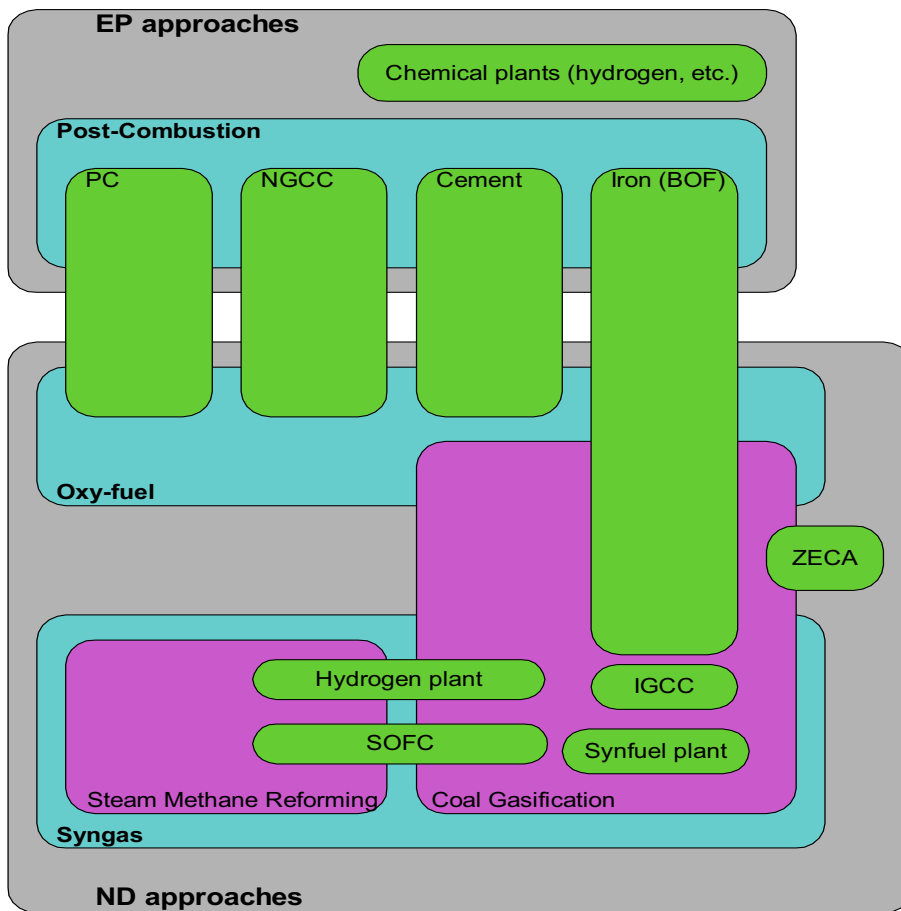 EP approaches
Chemical plants (hydrogen, etc.)
Post-Combustion
PC
NGCC
Cement
Iron (BOF)
Oxy-fuel
ZECA
Hydrogen plant
IGCC
SOFC
Synfuel plant
Steam Methane Reforming
Coal Gasification
Syngas
ND approaches